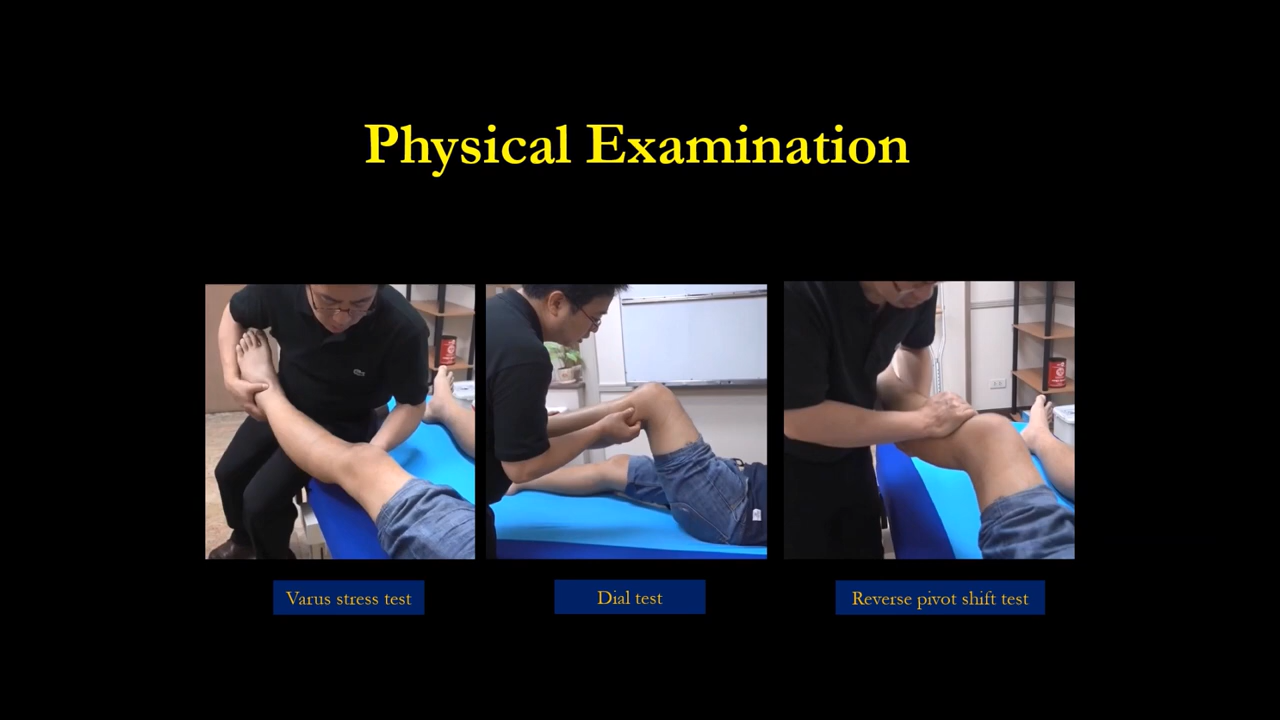 Physical Examination
Varus stress test
Dial test
Reverse pivot shift test